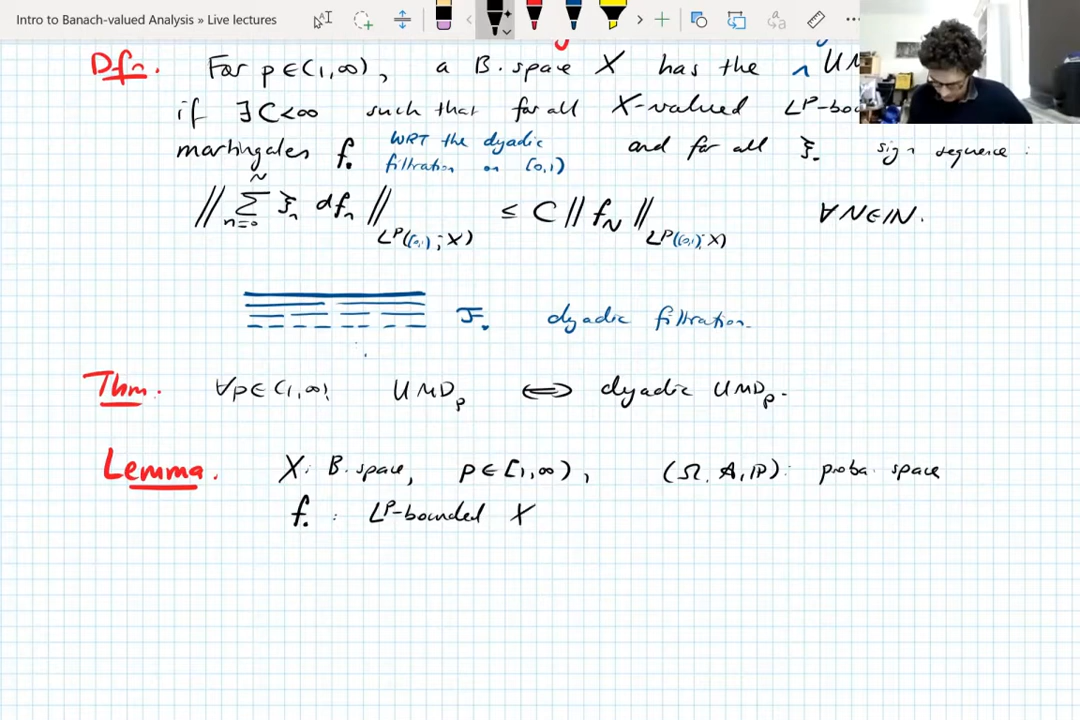 Intro to Banach-valued Analysis » Live lectures
Dfn. For p ∈ (1, ∞), a B. space X has the UM
if ∃ C < ∞ such that for all X-valued L^p-bou
martingales f. WRT the dyadic filtration on [0,1) and for all ξ. sign sequence :
‖ ∑_{n=0}^{N} ξ_n df_n ‖_{L^p([0,1); X)} ≤ C ‖ f_N ‖_{L^p([0,1); X)} ∀ N ∈ ℕ.
F. dyadic filtration.
Thm. ∀p ∈ (1, ∞) UMD_p ⟺ dyadic UMD_p.
Lemma. X: B. space, p ∈ [1, ∞), (Ω, A, ℙ): proba. space
f. : L^p-bounded X